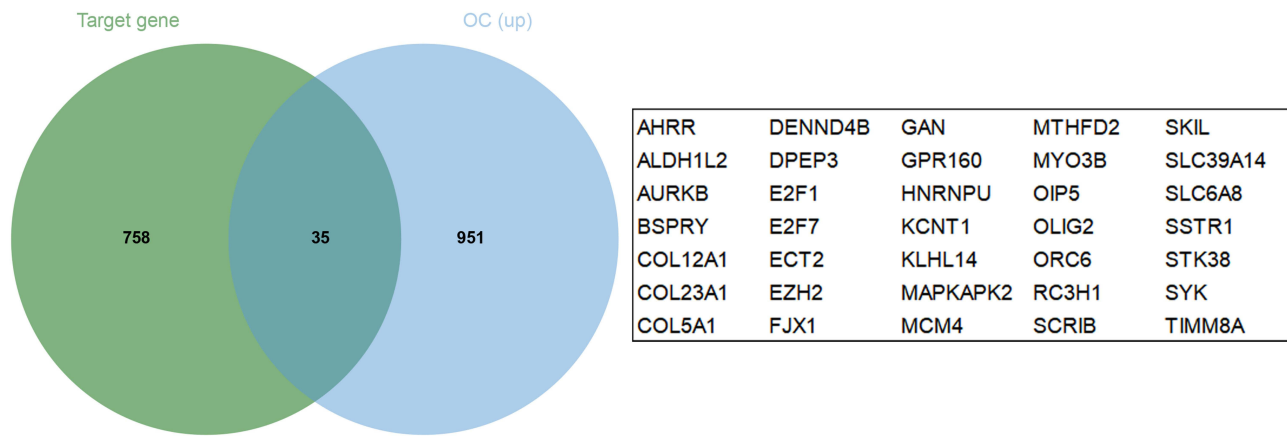 Target gene
OC (up)
758
35
951
AHRR DENND4B GAN MTHFD2 SKIL
ALDH1L2 DPEP3 GPR160 MYO3B SLC39A14
AURKB E2F1 HNRNPU OIP5 SLC6A8
BSPRY E2F7 KCNT1 OLIG2 SSTR1
COL12A1 ECT2 KLHL14 ORC6 STK38
COL23A1 EZH2 MAPKAPK2 RC3H1 SYK
COL5A1 FJX1 MCM4 SCRIB TIMM8A